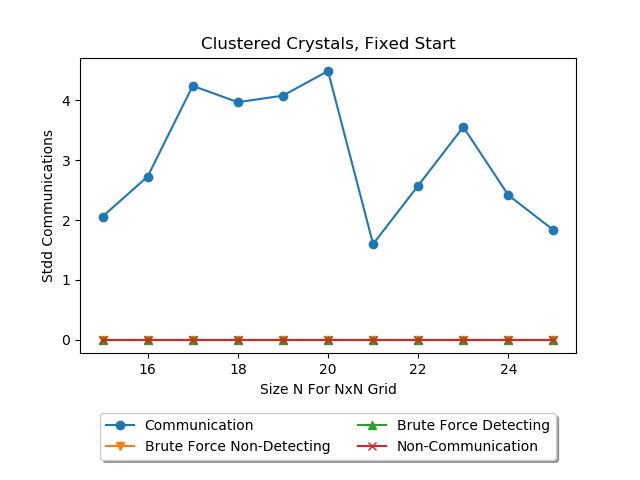 Clustered Crystals, Fixed Start
Stdd Communications
4
3
2
1
0
16 18 20 22 24
Size N For NxN Grid
Communication
Brute Force Non-Detecting
Brute Force Detecting
Non-Communication